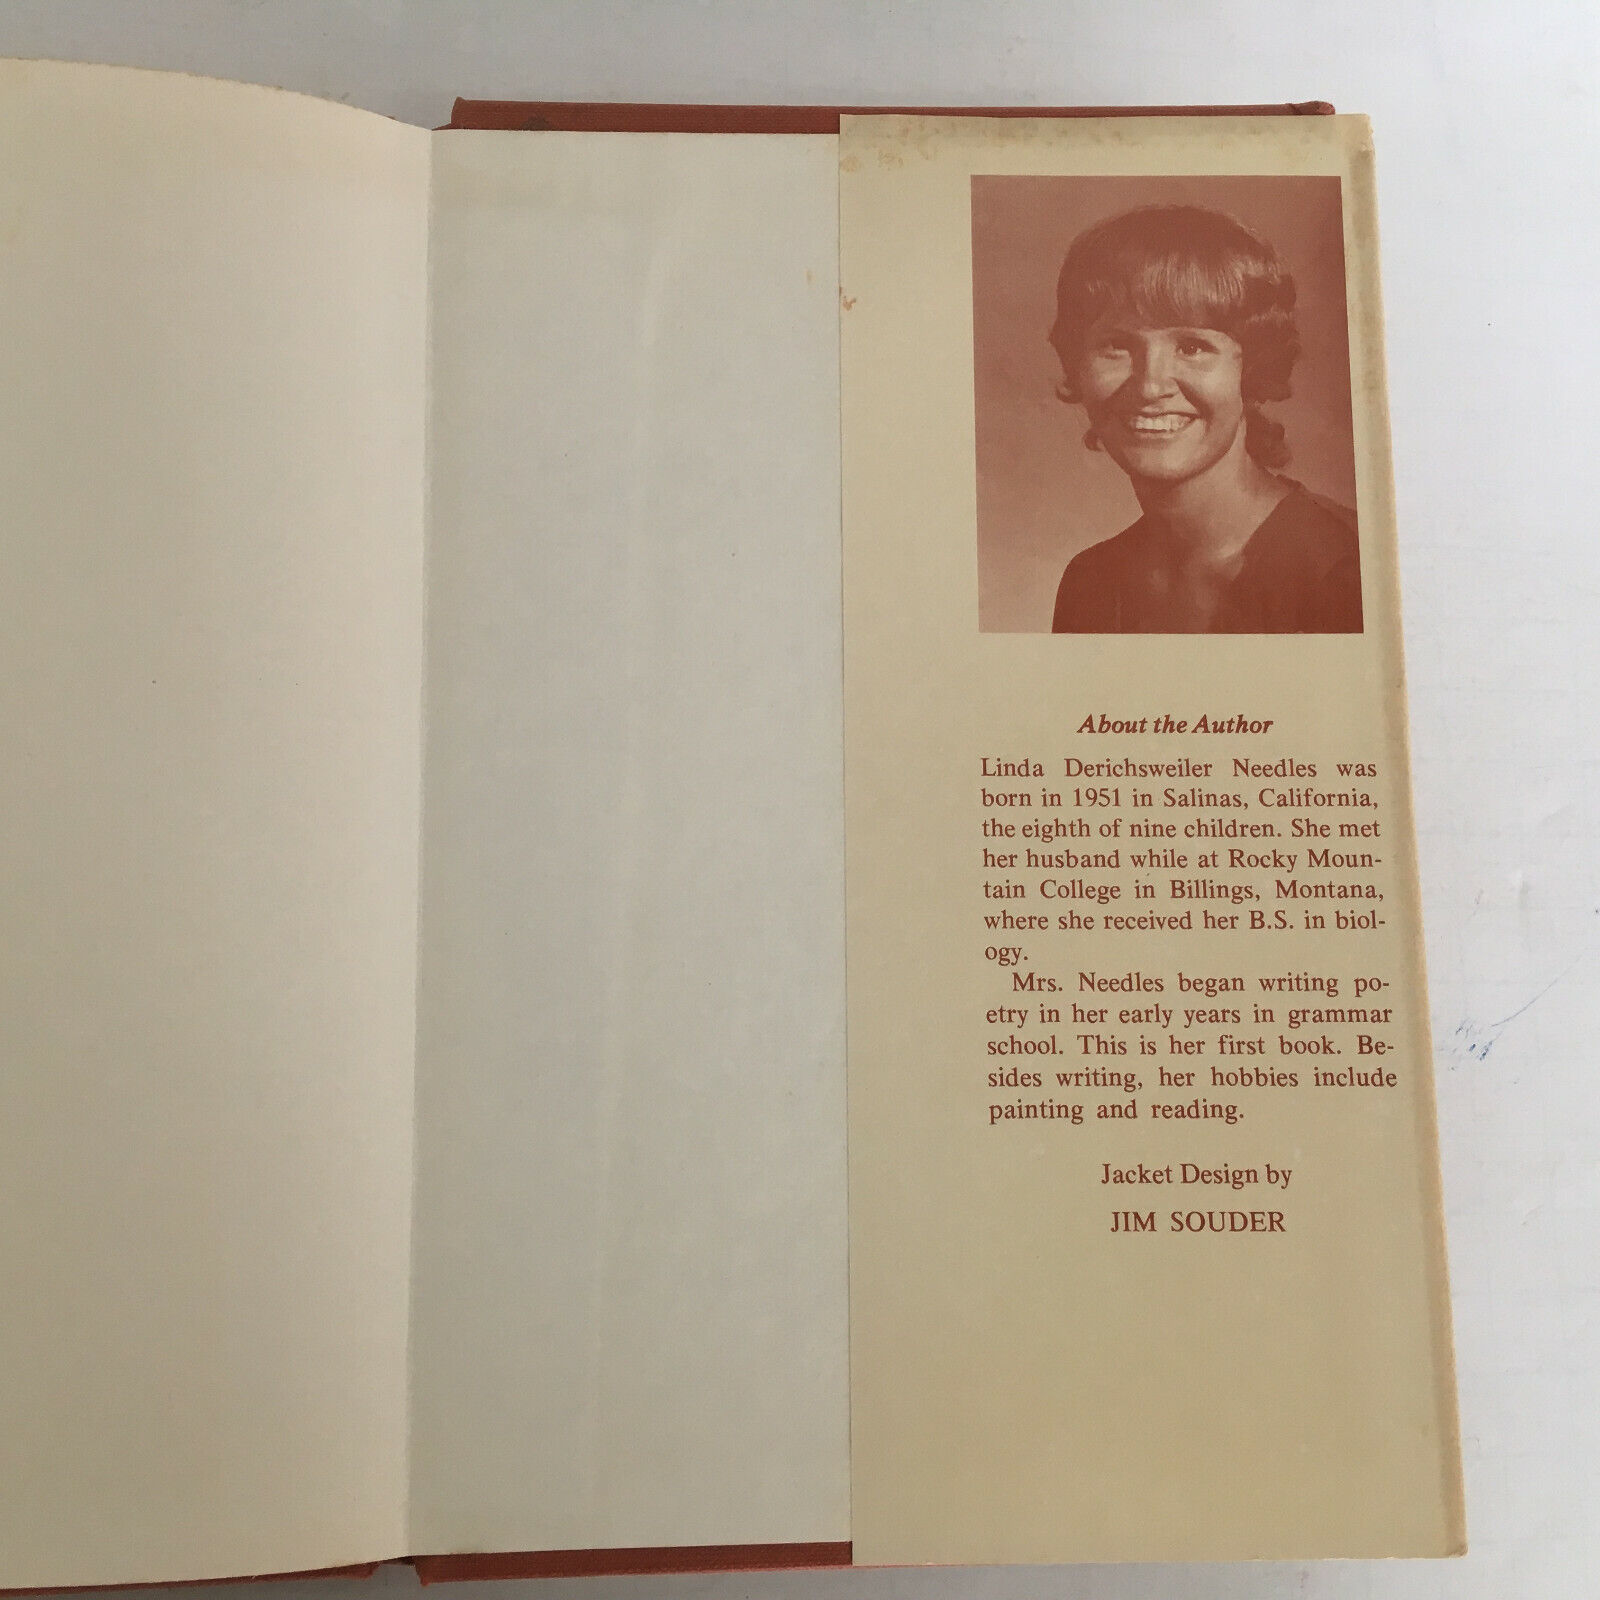 About the Author
Linda Derichsweiler Needles was
born in 1951 in Salinas, California,
the eighth of nine children. She met
her husband while at Rocky Moun-
tain College in Billings, Montana,
where she received her B.S. in biol-
ogy.
Mrs. Needles began writing po-
etry in her early years in grammar
school. This is her first book. Be-
sides writing, her hobbies include
painting and reading.
Jacket Design by
JIM SOUDER